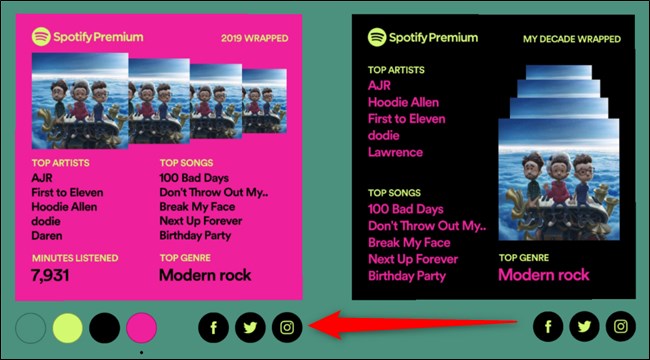 Spotify Premium
2019 WRAPPED
TOP ARTISTS
AJR
First to Eleven
Hoodie Allen
dodie
Daren
TOP SONGS
100 Bad Days
Don't Throw Out My..
Break My Face
Next Up Forever
Birthday Party
MINUTES LISTENED
7,931
TOP GENRE
Modern rock
Spotify Premium
MY DECADE WRAPPED
TOP ARTISTS
AJR
Hoodie Allen
First to Eleven
dodie
Lawrence
TOP SONGS
100 Bad Days
Don't Throw Out My..
Break My Face
Next Up Forever
Birthday Party
TOP GENRE
Modern rock